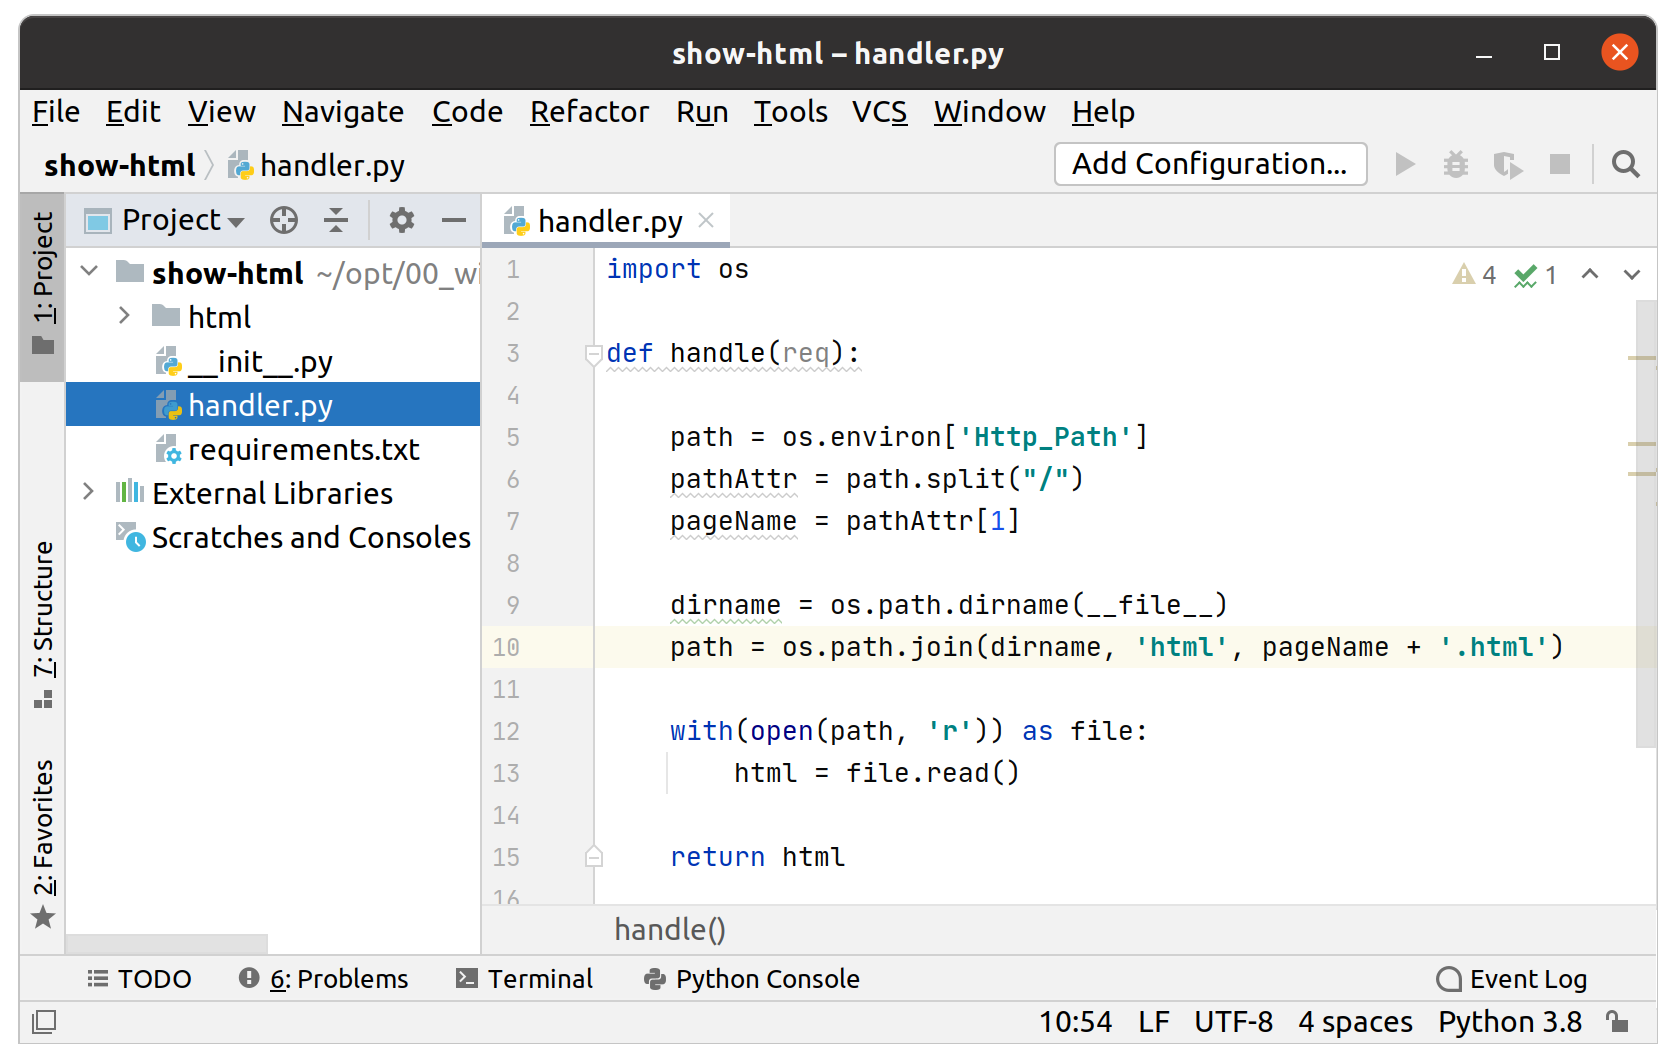 show-html – handler.py
File Edit View Navigate Code Refactor Run Tools VCS Window Help
show-html handler.py Add Configuration...
1: Project
7: Structure
2: Favorites
Project
show-html ~/opt/00_wi
html
__init__.py
handler.py
requirements.txt
External Libraries
Scratches and Consoles
handler.py
4 1
1 import os
2
3 def handle(req):
4
5     path = os.environ['Http_Path']
6     pathAttr = path.split("/")
7     pageName = pathAttr[1]
8
9     dirname = os.path.dirname(__file__)
10     path = os.path.join(dirname, 'html', pageName + '.html')
11
12     with(open(path, 'r')) as file:
13         html = file.read()
14
15     return html
16
handle()
TODO 6: Problems Terminal Python Console Event Log
10:54 LF UTF-8 4 spaces Python 3.8